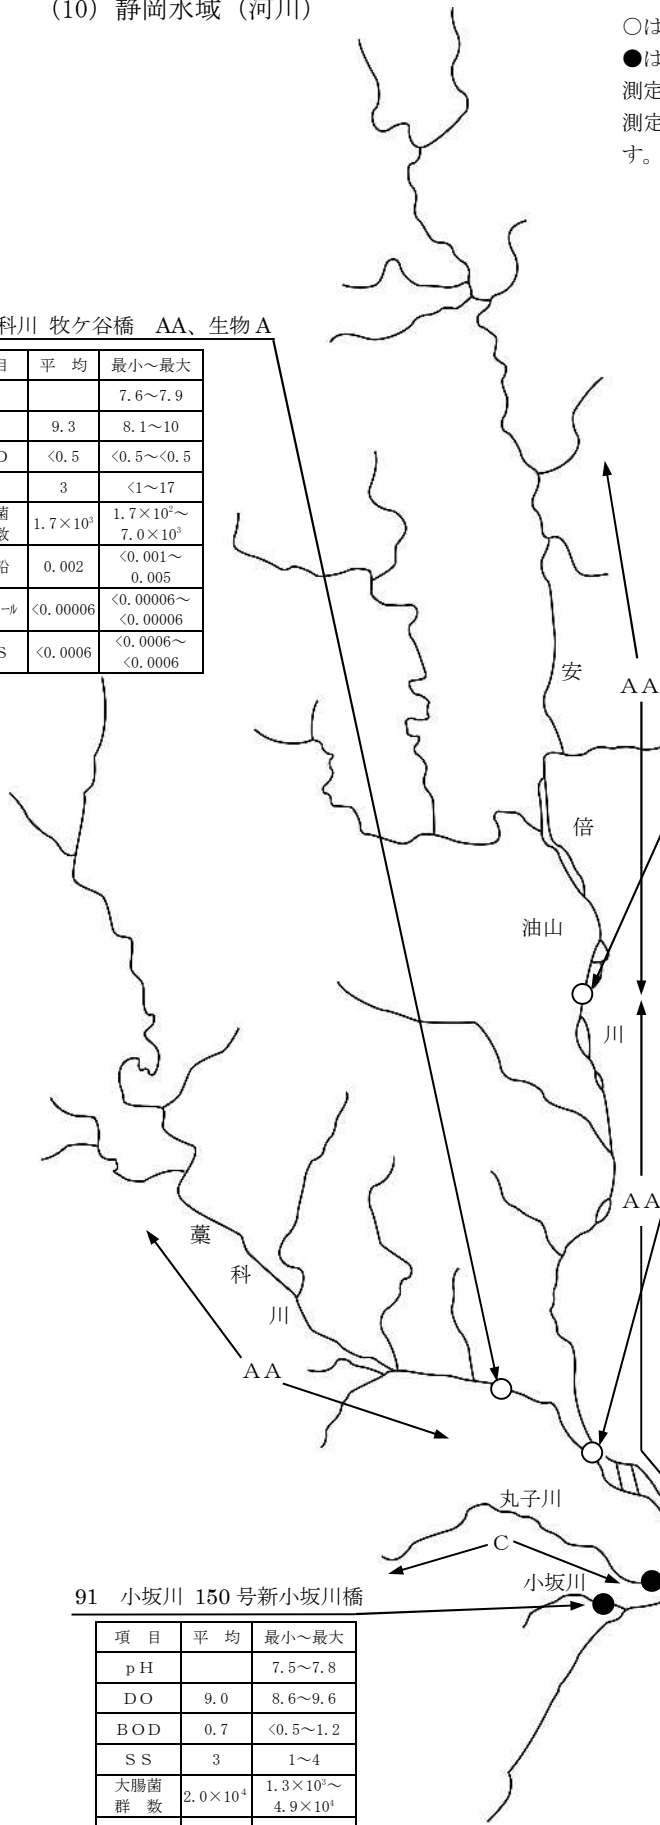 (10) 静岡水域（河川）
○は
●は
測定
測定
す。
科川 牧ケ谷橋 AA、生物 A
目 平 均 最小～最大
7.6～7.9
9.3 8.1～10
D <0.5 <0.5～<0.5
3 <1～17
菌
数 1.7×10³ 1.7×10²～
7.0×10³
鉛 0.002 <0.001～
0.005
ール <0.00006 <0.00006～
<0.00006
S <0.0006 <0.0006～
<0.0006
安
AA
倍
油山
川
AA
藁
科
川
AA
丸子川
C
小坂川
91 小坂川 150 号新小坂川橋
項 目 平 均 最小～最大
pH 7.5～7.8
DO 9.0 8.6～9.6
BOD 0.7 <0.5～1.2
SS 3 1～4
大腸菌
群 数 2.0×10⁴ 1.3×10³～
4.9×10⁴